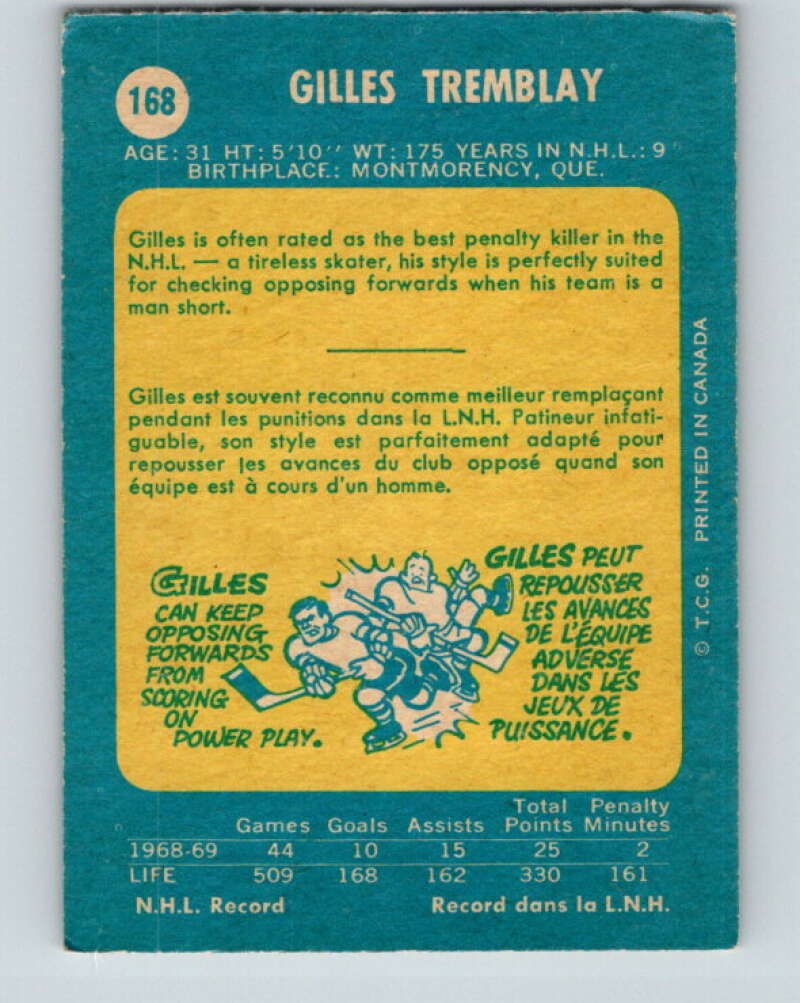 168
GILLES TREMBLAY
AGE: 31 HT: 5'10'' WT: 175 YEARS IN N.H.L.: 9
BIRTHPLACE: MONTMORENCY, QUE.
Gilles is often rated as the best penalty killer in the
N.H.L. — a tireless skater, his style is perfectly suited
for checking opposing forwards when his team is a
man short.
Gilles est souvent reconnu comme meilleur remplaçant
pendant les punitions dans la L.N.H. Patineur infati-
guable, son style est parfaitement adapté pour
repousser les avances du club opposé quand son
équipe est à cours d'un homme.
GILLES
CAN KEEP
OPPOSING
FORWARDS
FROM
SCORING
ON
POWER PLAY.
GILLES PEUT
REPOUSSER
LES AVANCES
DE L'ÉQUIPE
ADVERSE
DANS LES
JEUX DE
PUISSANCE.
© T.C.G. PRINTED IN CANADA
Total Penalty
Games Goals Assists Points Minutes
1968-69 44 10 15 25 2
LIFE 509 168 162 330 161
N.H.L. Record Record dans la L.N.H.